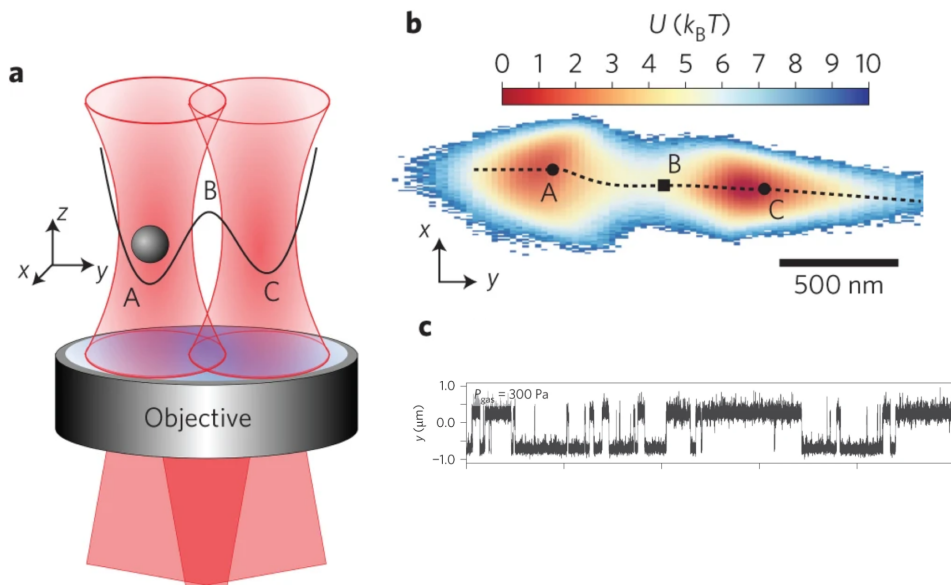 a
z
x
y
A
B
C
Objective
b
U (kBT)
0 1 2 3 4 5 6 7 8 9 10
A
B
C
x
y
500 nm
c
Pgas = 300 Pa
y (μm)
1.0
0.0
−1.0